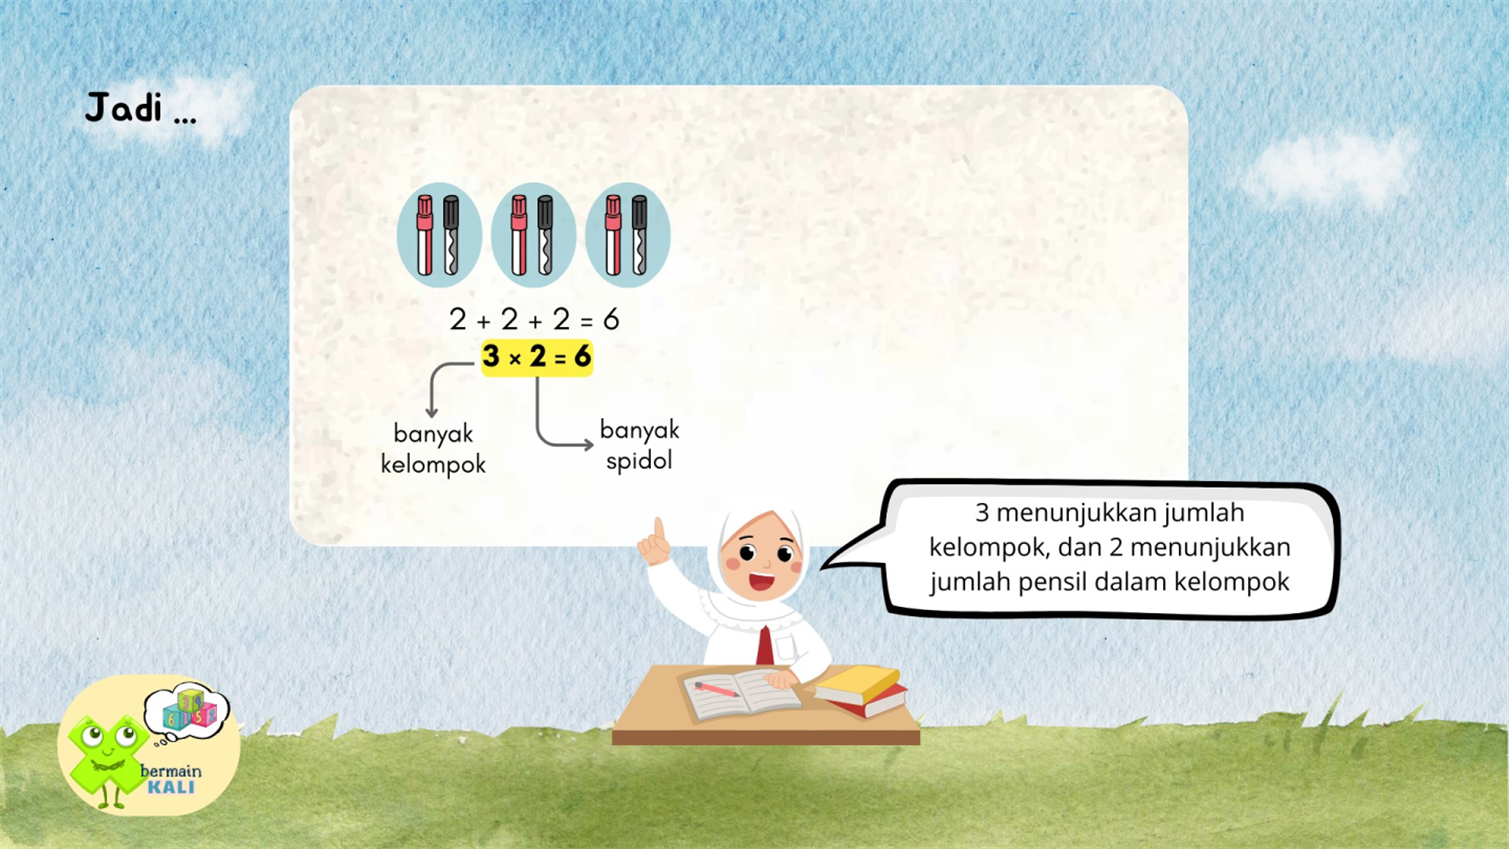 Jadi ...
2 + 2 + 2 = 6
3 × 2 = 6
banyak
kelompok
banyak
spidol
3 menunjukkan jumlah
kelompok, dan 2 menunjukkan
jumlah pensil dalam kelompok
bermain
KALI